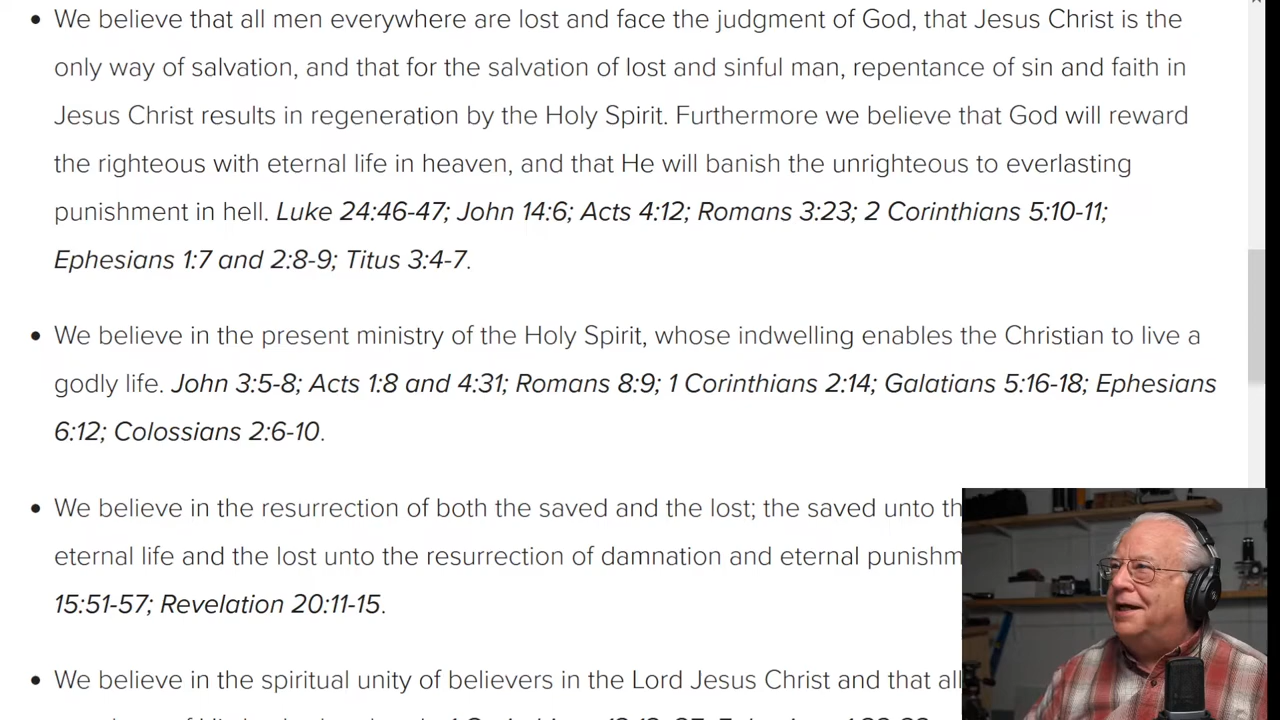 We believe that all men everywhere are lost and face the judgment of God, that Jesus Christ is the
only way of salvation, and that for the salvation of lost and sinful man, repentance of sin and faith in
Jesus Christ results in regeneration by the Holy Spirit. Furthermore we believe that God will reward
the righteous with eternal life in heaven, and that He will banish the unrighteous to everlasting
punishment in hell. Luke 24:46-47; John 14:6; Acts 4:12; Romans 3:23; 2 Corinthians 5:10-11;
Ephesians 1:7 and 2:8-9; Titus 3:4-7.
We believe in the present ministry of the Holy Spirit, whose indwelling enables the Christian to live a
godly life. John 3:5-8; Acts 1:8 and 4:31; Romans 8:9; 1 Corinthians 2:14; Galatians 5:16-18; Ephesians
6:12; Colossians 2:6-10.
We believe in the resurrection of both the saved and the lost; the saved unto th
eternal life and the lost unto the resurrection of damnation and eternal punishm
15:51-57; Revelation 20:11-15.
We believe in the spiritual unity of believers in the Lord Jesus Christ and that all